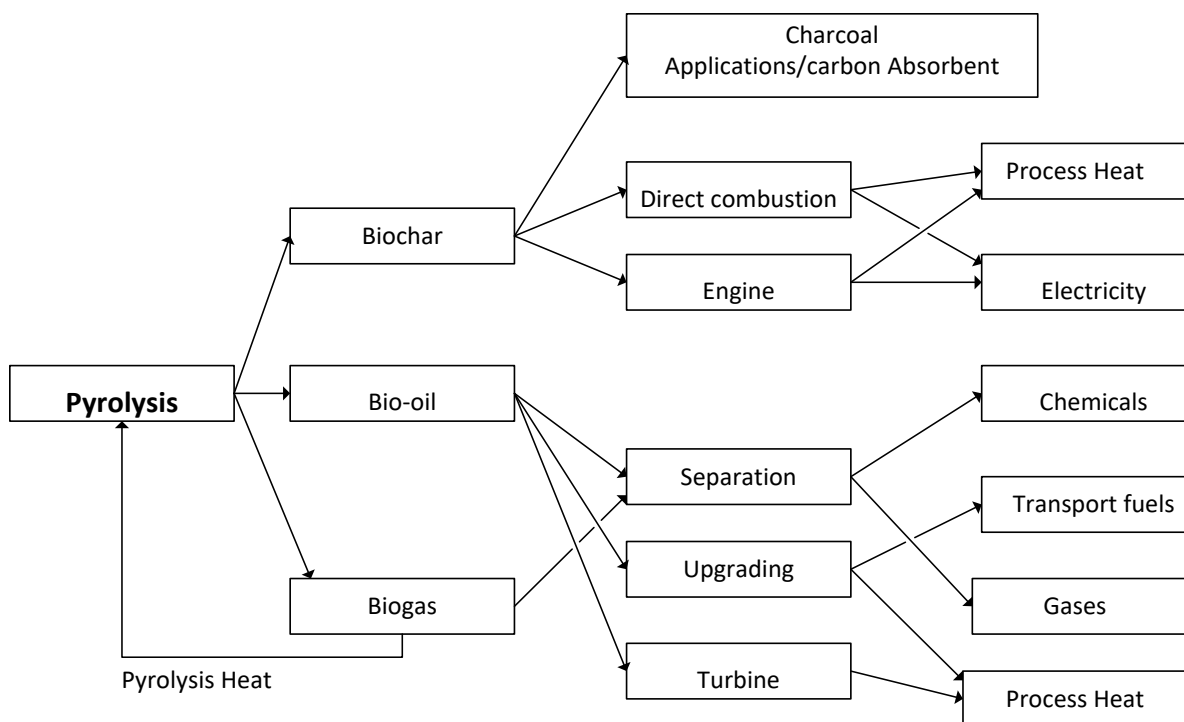 Charcoal
Applications/carbon Absorbent
Process Heat
Direct combustion
Biochar
Engine
Electricity
Pyrolysis
Bio-oil
Chemicals
Separation
Transport fuels
Upgrading
Biogas
Gases
Pyrolysis Heat
Turbine
Process Heat